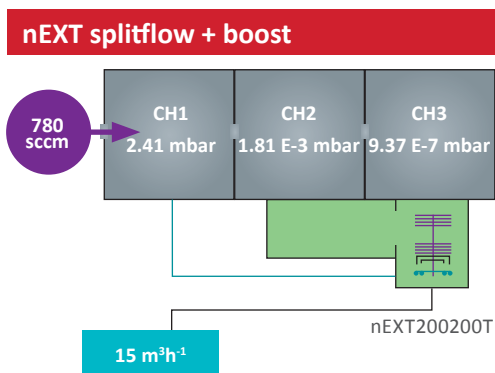 nEXT splitflow + boost
780
sccm
CH1
2.41 mbar
CH2
1.81 E-3 mbar
CH3
9.37 E-7 mbar
nEXT200200T
15 m³h⁻¹